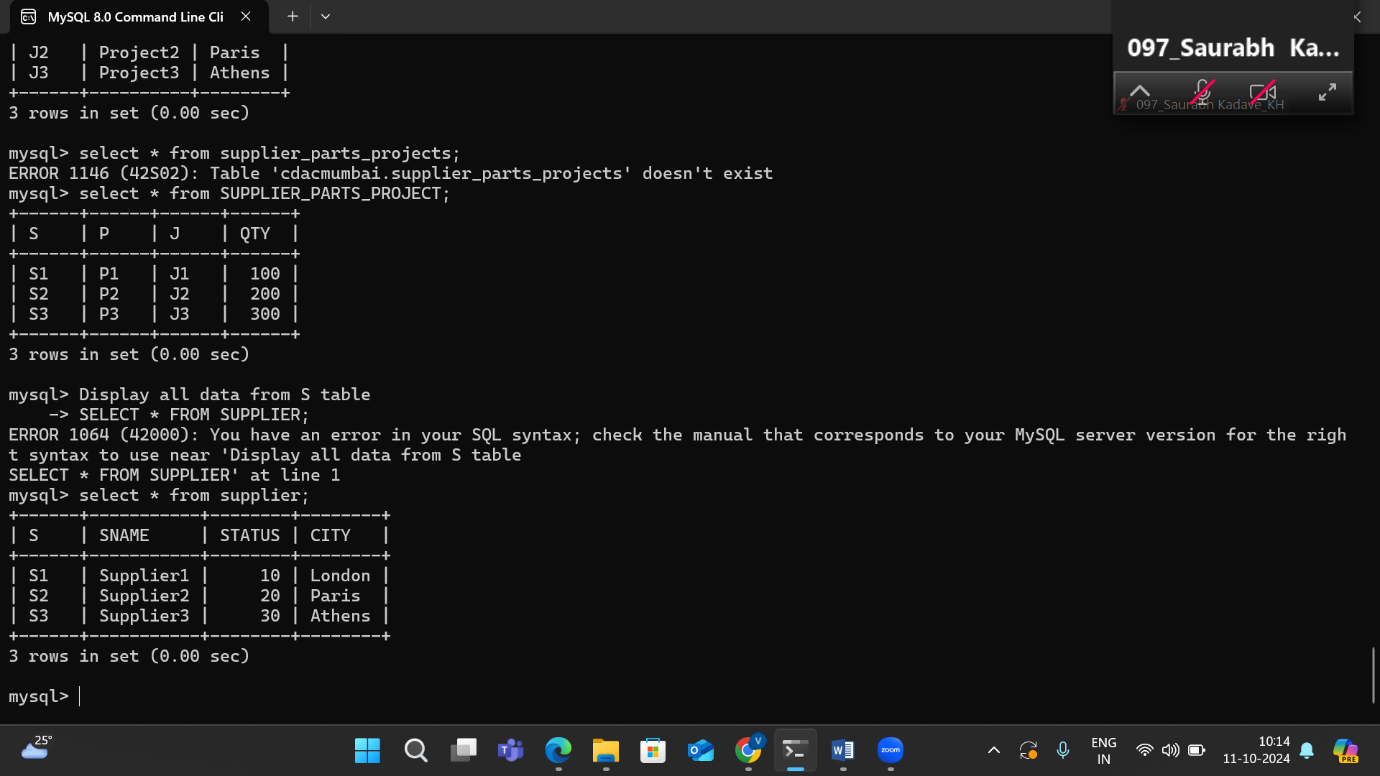 MySQL 8.0 Command Line Cli
097_Saurabh Ka...
097_Saurabh Kadave_KH
| J2   | Project2 | Paris  |
| J3   | Project3 | Athens |
+------+----------+--------+
3 rows in set (0.00 sec)
mysql> select * from supplier_parts_projects;
ERROR 1146 (42S02): Table 'cdacmumbai.supplier_parts_projects' doesn't exist
mysql> select * from SUPPLIER_PARTS_PROJECT;
+------+------+------+------+
| S    | P    | J    | QTY  |
+------+------+------+------+
| S1   | P1   | J1   |  100 |
| S2   | P2   | J2   |  200 |
| S3   | P3   | J3   |  300 |
+------+------+------+------+
3 rows in set (0.00 sec)
mysql> Display all data from S table
    -> SELECT * FROM SUPPLIER;
ERROR 1064 (42000): You have an error in your SQL syntax; check the manual that corresponds to your MySQL server version for the righ
t syntax to use near 'Display all data from S table
SELECT * FROM SUPPLIER' at line 1
mysql> select * from supplier;
+------+-----------+--------+--------+
| S    | SNAME     | STATUS | CITY   |
+------+-----------+--------+--------+
| S1   | Supplier1 |     10 | London |
| S2   | Supplier2 |     20 | Paris  |
| S3   | Supplier3 |     30 | Athens |
+------+-----------+--------+--------+
3 rows in set (0.00 sec)
mysql>
25°
V
zoom
ENG
IN
10:14
11-10-2024
PRE